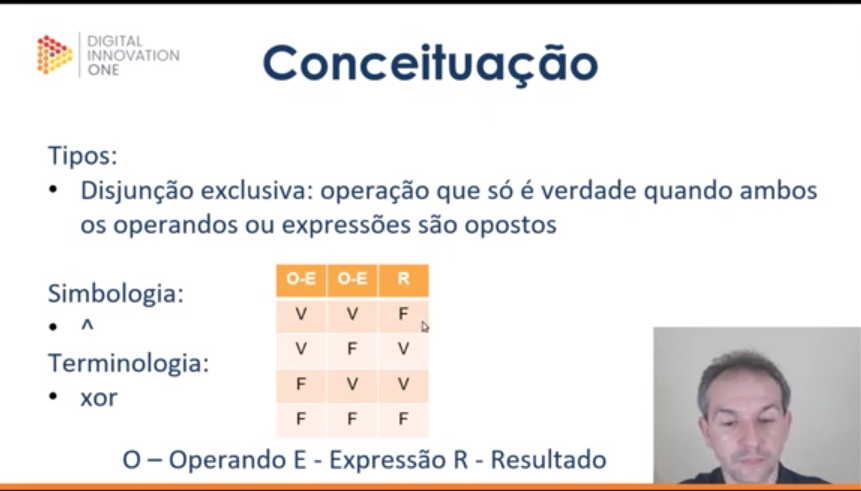 DIGITAL
INNOVATION
ONE
Conceituação
Tipos:
• Disjunção exclusiva: operação que só é verdade quando ambos
os operandos ou expressões são opostos
Simbologia:
• ^
Terminologia:
• xor
O-E O-E R
V V F
V F V
F V V
F F F
O – Operando E - Expressão R - Resultado